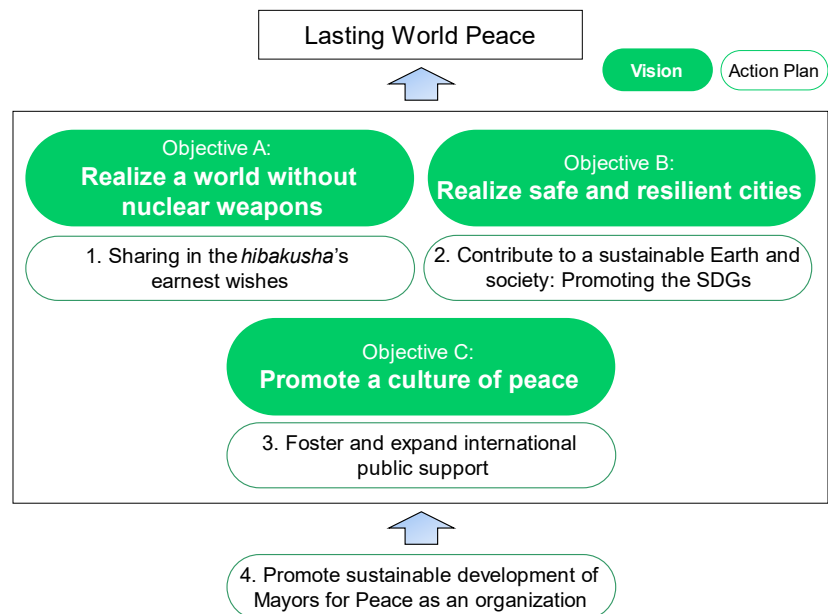 Lasting World Peace
Vision
Action Plan
Objective A:
Realize a world without
nuclear weapons
1. Sharing in the hibakusha's
earnest wishes
Objective B:
Realize safe and resilient cities
2. Contribute to a sustainable Earth and
society: Promoting the SDGs
Objective C:
Promote a culture of peace
3. Foster and expand international
public support
4. Promote sustainable development of
Mayors for Peace as an organization